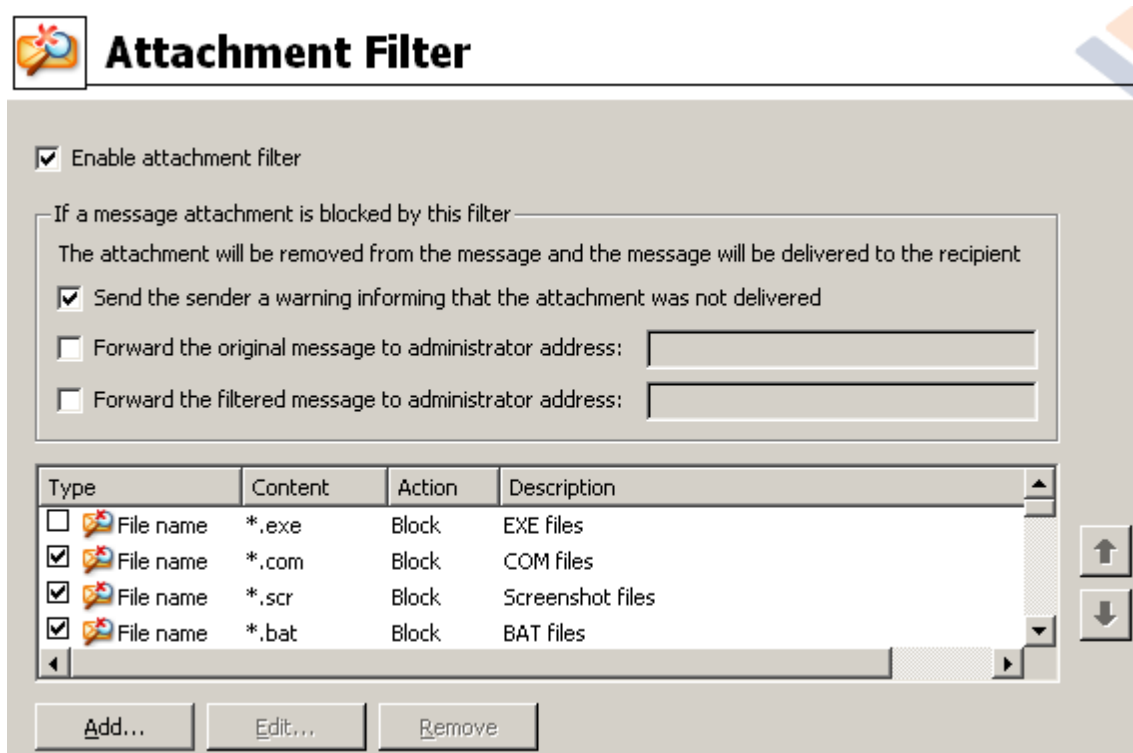 Attachment Filter
Enable attachment filter
If a message attachment is blocked by this filter
The attachment will be removed from the message and the message will be delivered to the recipient
Send the sender a warning informing that the attachment was not delivered
Forward the original message to administrator address:
Forward the filtered message to administrator address:
Type Content Action Description
File name *.exe Block EXE files
File name *.com Block COM files
File name *.scr Block Screenshot files
File name *.bat Block BAT files
Add... Edit... Remove